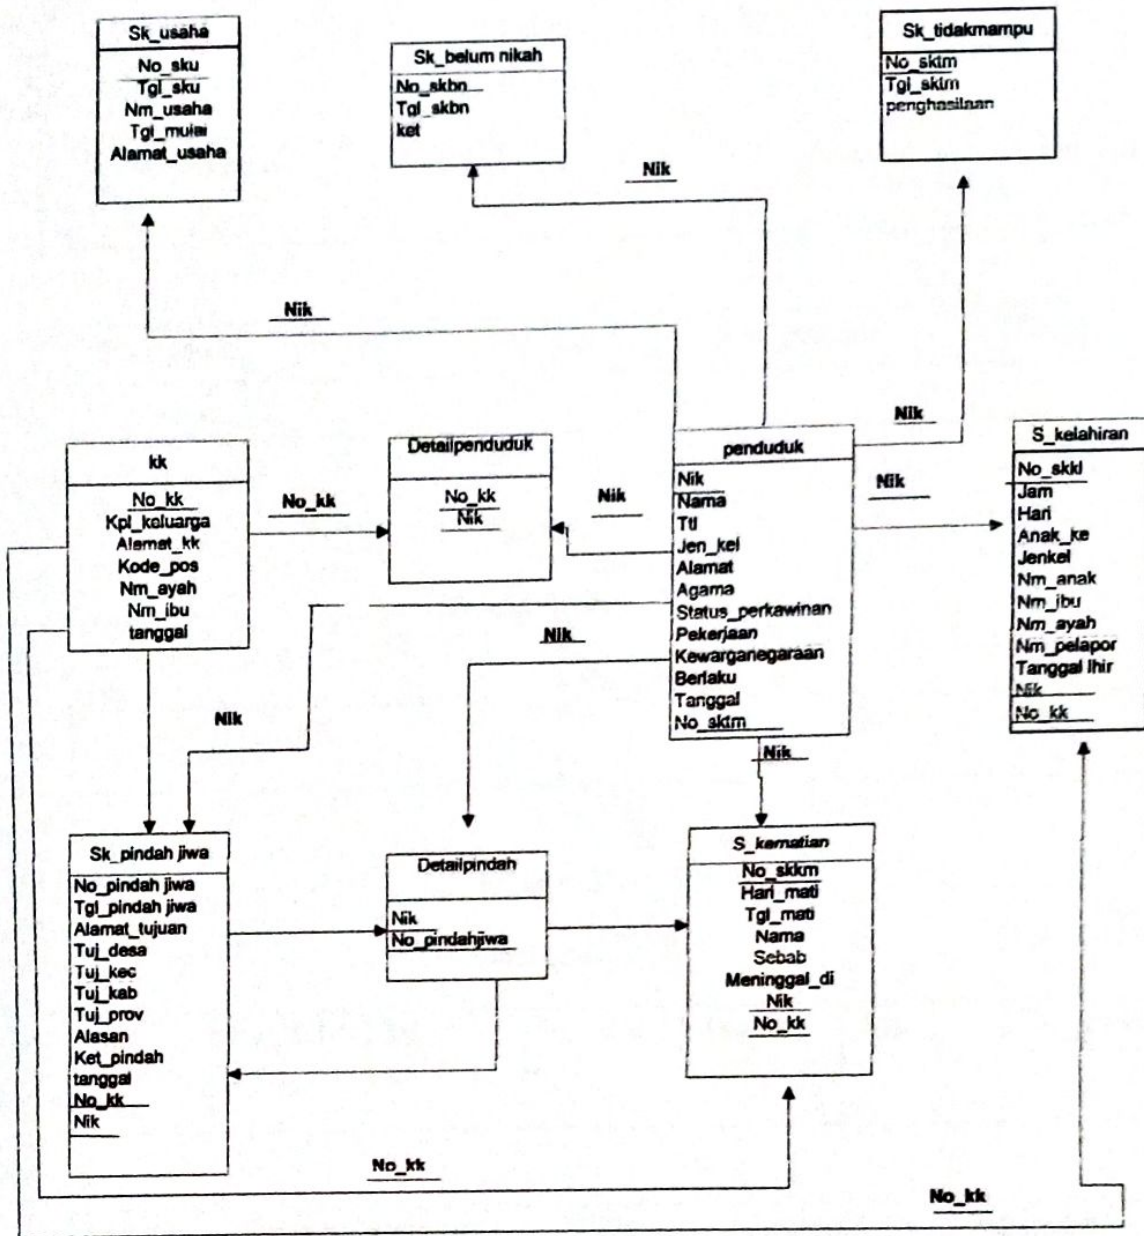 Sk_usaha
No_sku
Tgl_sku
Nm_usaha
Tgl_mulai
Alamat_usaha
Sk_belum nikah
No_skbn
Tgl_skbn
ket
Sk_tidakmampu
No_sktm
Tgl_sktm
penghasilaan
Nik
Nik
Nik
kk
No_kk
Kpl_keluarga
Alamat_kk
Kode_pos
Nm_ayah
Nm_ibu
tanggal
No_kk
Detailpenduduk
No_kk
Nik
Nik
penduduk
Nik
Nama
Ttl
Jen_kel
Alamat
Agama
Status_perkawinan
Pekerjaan
Kewarganegaraan
Berlaku
Tanggal
No_sktm
Nik
S_kelahiran
No_skkl
Jam
Hari
Anak_ke
Jenkel
Nm_anak
Nm_ibu
Nm_ayah
Nm_pelapor
Tanggal lhir
Nik
No_kk
Nik
Nik
Nik
Sk_pindah jiwa
No_pindah jiwa
Tgl_pindah jiwa
Alamat_tujuan
Tuj_desa
Tuj_kec
Tuj_kab
Tuj_prov
Alasan
Ket_pindah
tanggal
No_kk
Nik
Detailpindah
Nik
No_pindahjiwa
S_kematian
No_skkm
Hari_mati
Tgl_mati
Nama
Sebab
Meninggal_di
Nik
No_kk
No_kk
No_kk